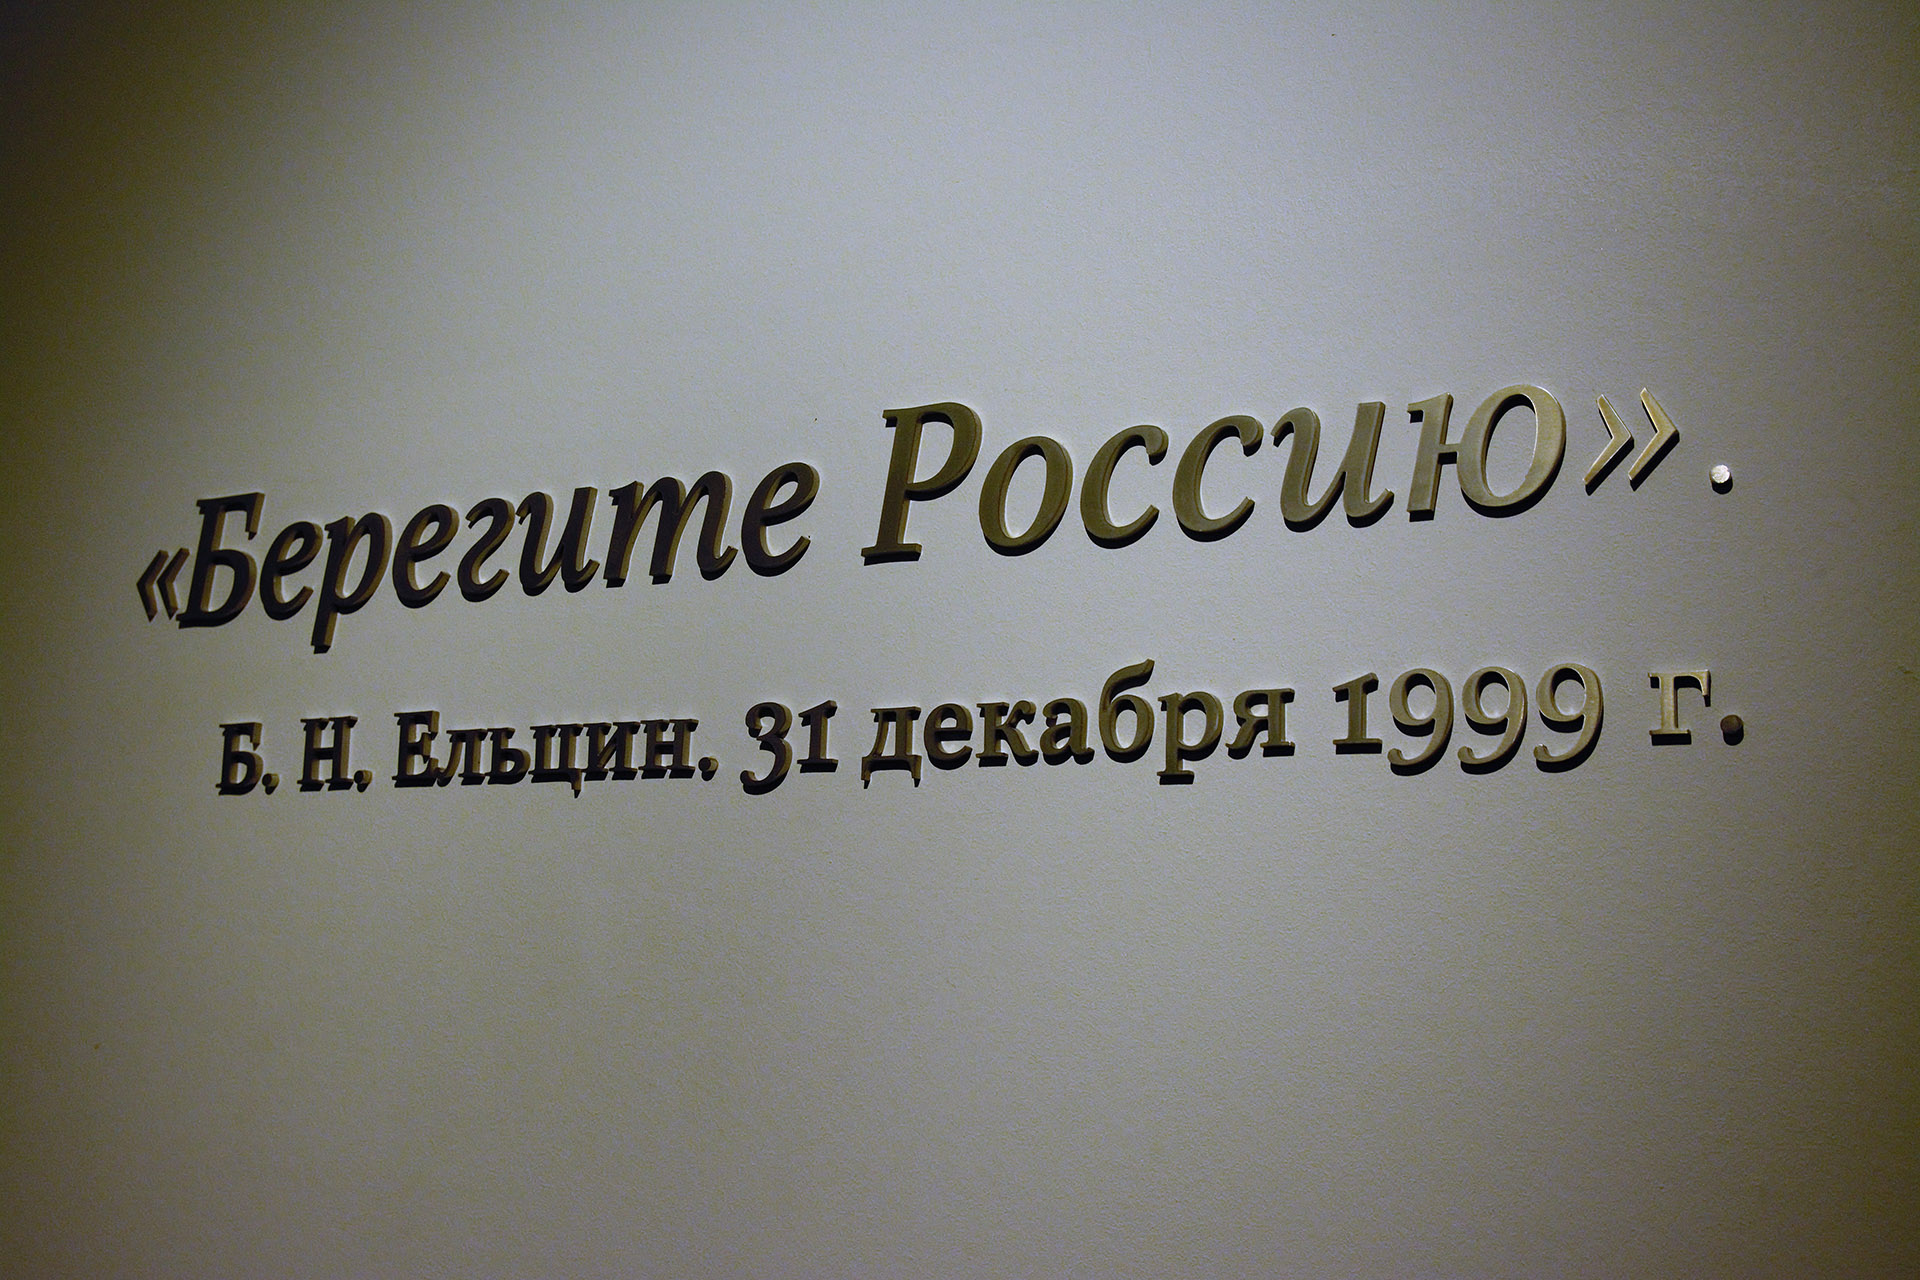 «Берегите Россию».
Б. Н. Ельцин. 31 декабря 1999 г.